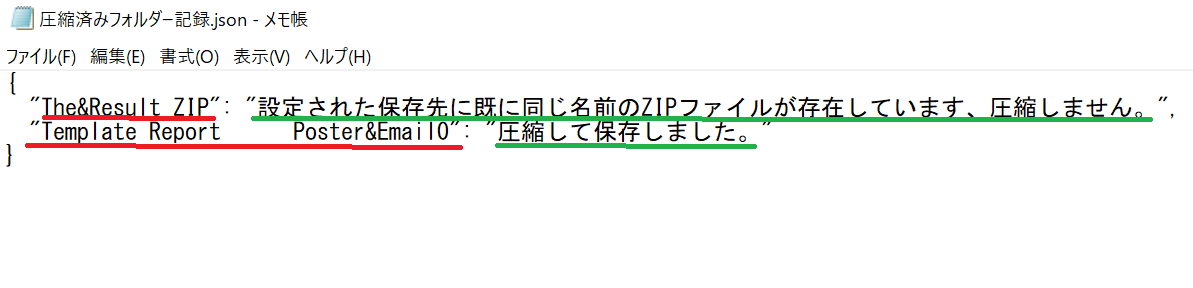 圧縮済みフォルダー記録.json - メモ帳
ファイル(F) 編集(E) 書式(O) 表示(V) ヘルプ(H)
{
"The&Result ZIP": "設定された保存先に既に同じ名前のZIPファイルが存在しています、圧縮しません。",
"Template Report      Poster&Email0": "圧縮して保存しました。"
}